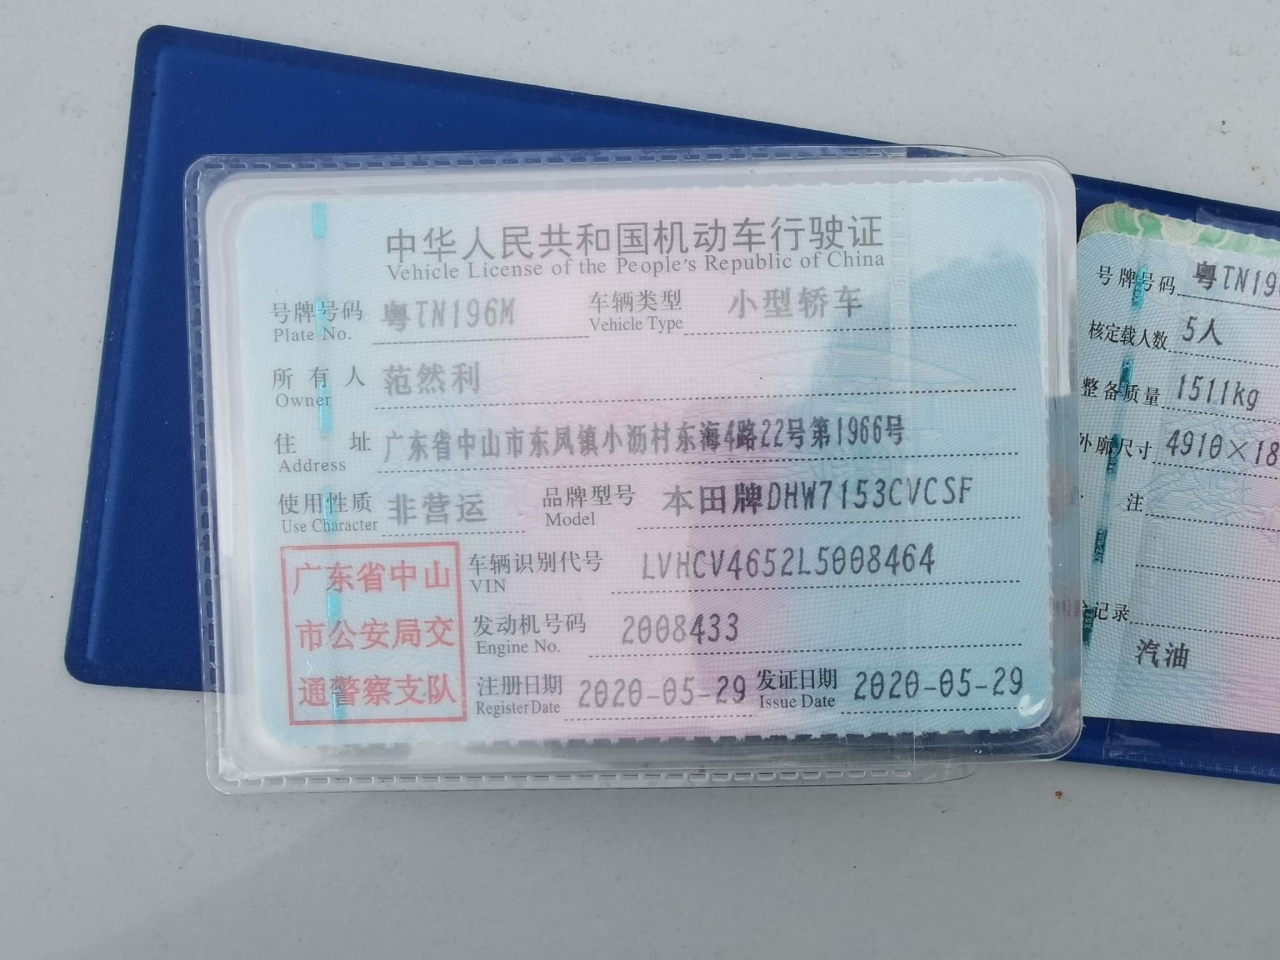 中华人民共和国机动车行驶证
Vehicle License of the People's Republic of China
号牌号码 粤TN196M 车辆类型 小型轿车
Plate No. Vehicle Type
所有人 范然利
Owner
住址 广东省中山市东凤镇小沥村东海4路22号第1966号
Address
使用性质 非营运 品牌型号 本田牌DHW7153CVCSF
Use Character Model
车辆识别代号 LVHCV4652L5008464
VIN
发动机号码 2008433
Engine No.
注册日期 2020-05-29 发证日期 2020-05-29
Register Date Issue Date
广东省中山
市公安局交
通警察支队
号牌号码 粤TN19
核定载人数 5人
整备质量 1511kg
外廓尺寸 4910×18
注
记录
汽油